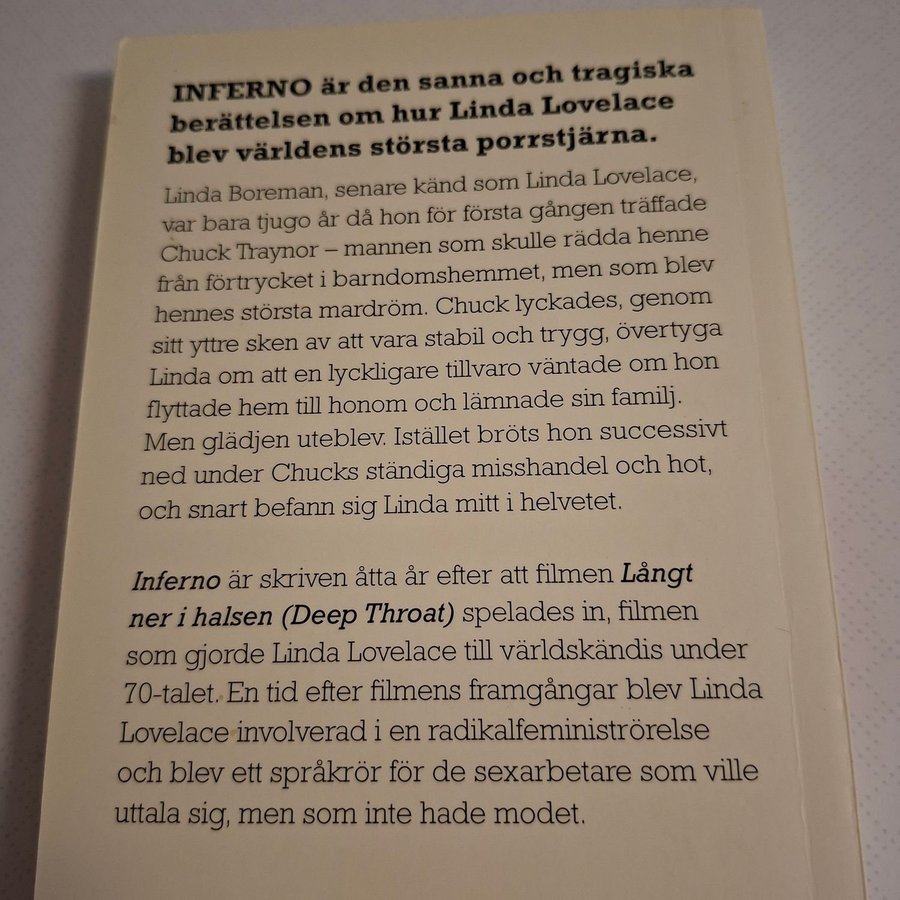 INFERNO är den sanna och tragiska
berättelsen om hur Linda Lovelace
blev världens största porrstjärna.
Linda Boreman, senare känd som Linda Lovelace,
var bara tjugo år då hon för första gången träffade
Chuck Traynor – mannen som skulle rädda henne
från förtrycket i barndomshemmet, men som blev
hennes största mardröm. Chuck lyckades, genom
sitt yttre sken av att vara stabil och trygg, övertyga
Linda om att en lyckligare tillvaro väntade om hon
flyttade hem till honom och lämnade sin familj.
Men glädjen uteblev. Istället bröts hon successivt
ned under Chucks ständiga misshandel och hot,
och snart befann sig Linda mitt i helvetet.
Inferno är skriven åtta år efter att filmen Långt
ner i halsen (Deep Throat) spelades in, filmen
som gjorde Linda Lovelace till världskändis under
70-talet. En tid efter filmens framgångar blev Linda
Lovelace involverad i en radikalfeministrörelse
och blev ett språkrör för de sexarbetare som ville
uttala sig, men som inte hade modet.